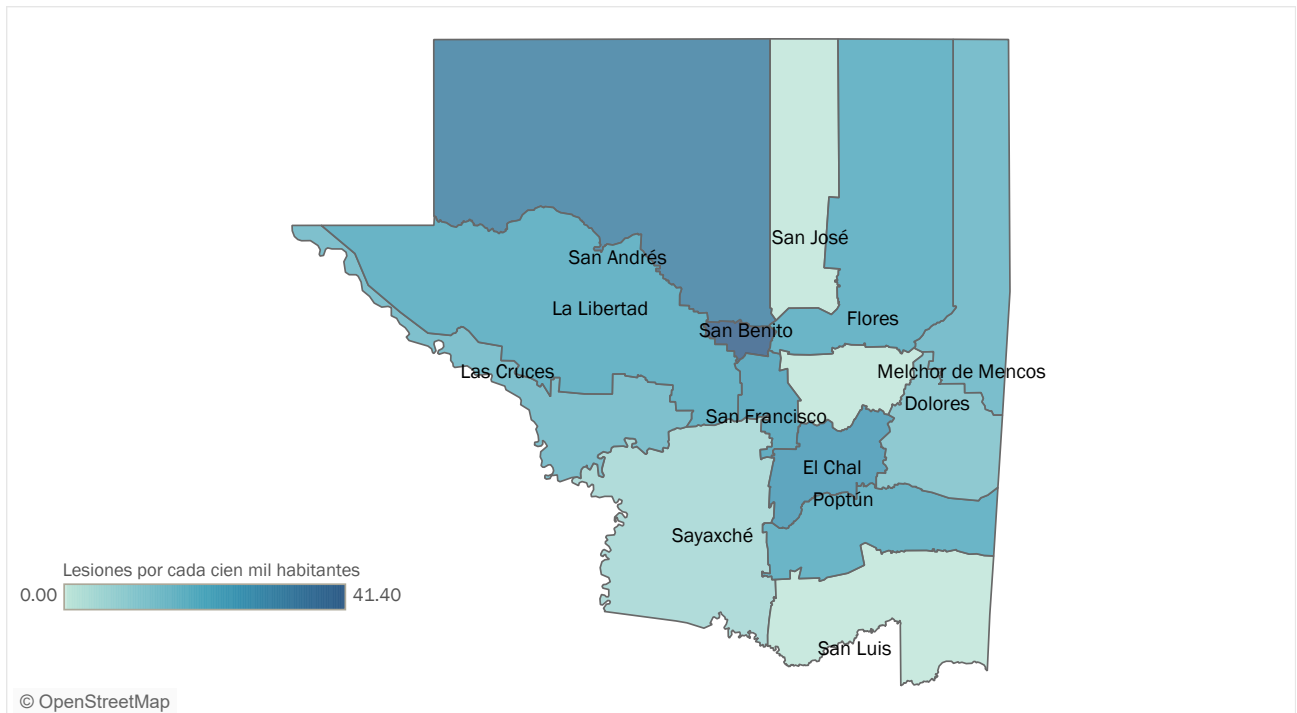 San José
San Andrés
La Libertad
Flores
San Benito
Las Cruces
Melchor de Mencos
Dolores
San Francisco
El Chal
Poptún
Sayaxché
San Luis
Lesiones por cada cien mil habitantes
0.00
41.40
© OpenStreetMap